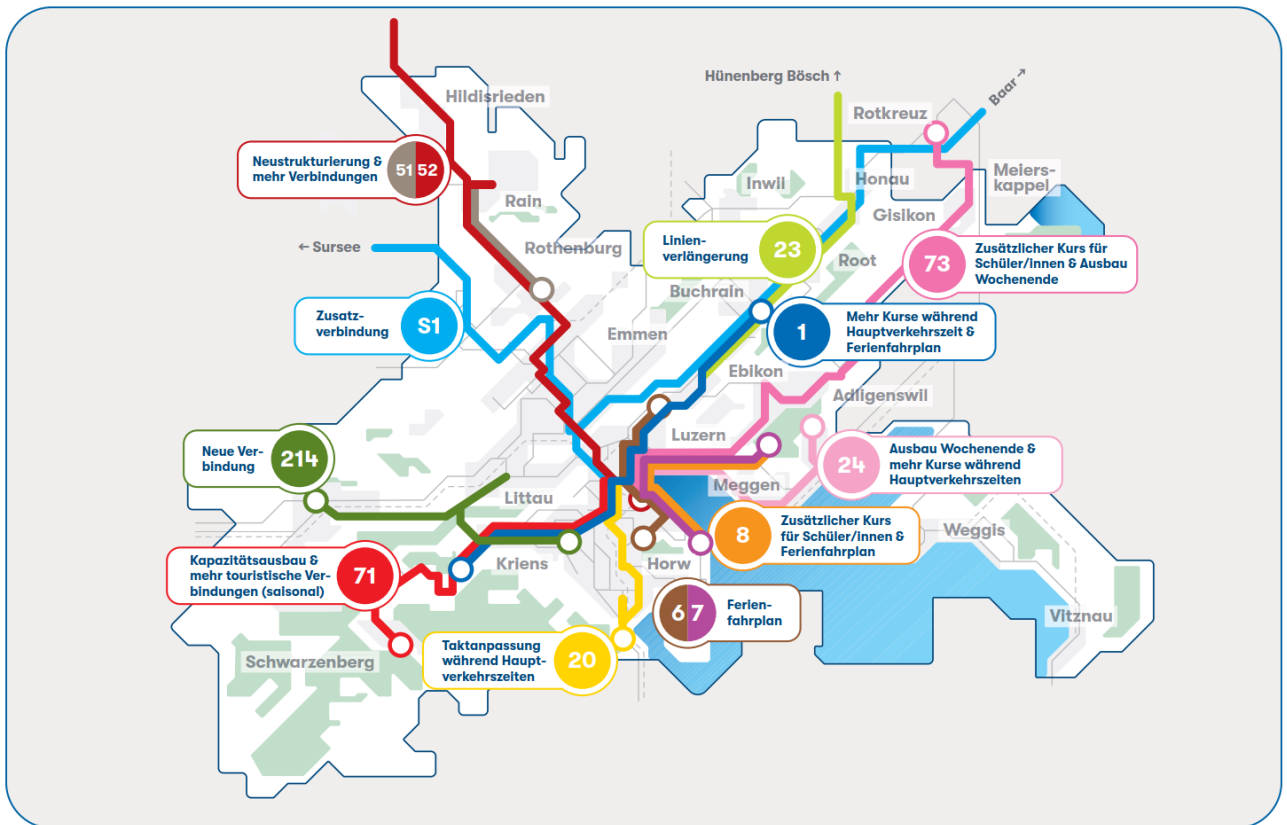 Hünenberg Bösch ↑
Baar ↗
Hildisrieden
Rotkreuz
Neustrukturierung &
mehr Verbindungen
51 52
Meiers-
kappel
Inwil
Honau
Rain
Gisikon
← Sursee
Rothenburg
Linien-
verlängerung
23
Root
73
Zusätzlicher Kurs für
Schüler/innen & Ausbau
Wochenende
Buchrain
Zusatz-
verbindung
S1
Emmen
1
Mehr Kurse während
Hauptverkehrszeit &
Ferienfahrplan
Ebikon
Adligenswil
Luzern
Neue Ver-
bindung
214
24
Ausbau Wochenende &
mehr Kurse während
Hauptverkehrszeiten
Meggen
Littau
8
Zusätzlicher Kurs
für Schüler/innen &
Ferienfahrplan
Weggis
Kriens
Horw
Kapazitätsausbau &
mehr touristische Ver-
bindungen (saisonal)
71
6 7
Ferien-
fahrplan
Vitznau
Schwarzenberg
Taktanpassung
während Haupt-
verkehrszeiten
20